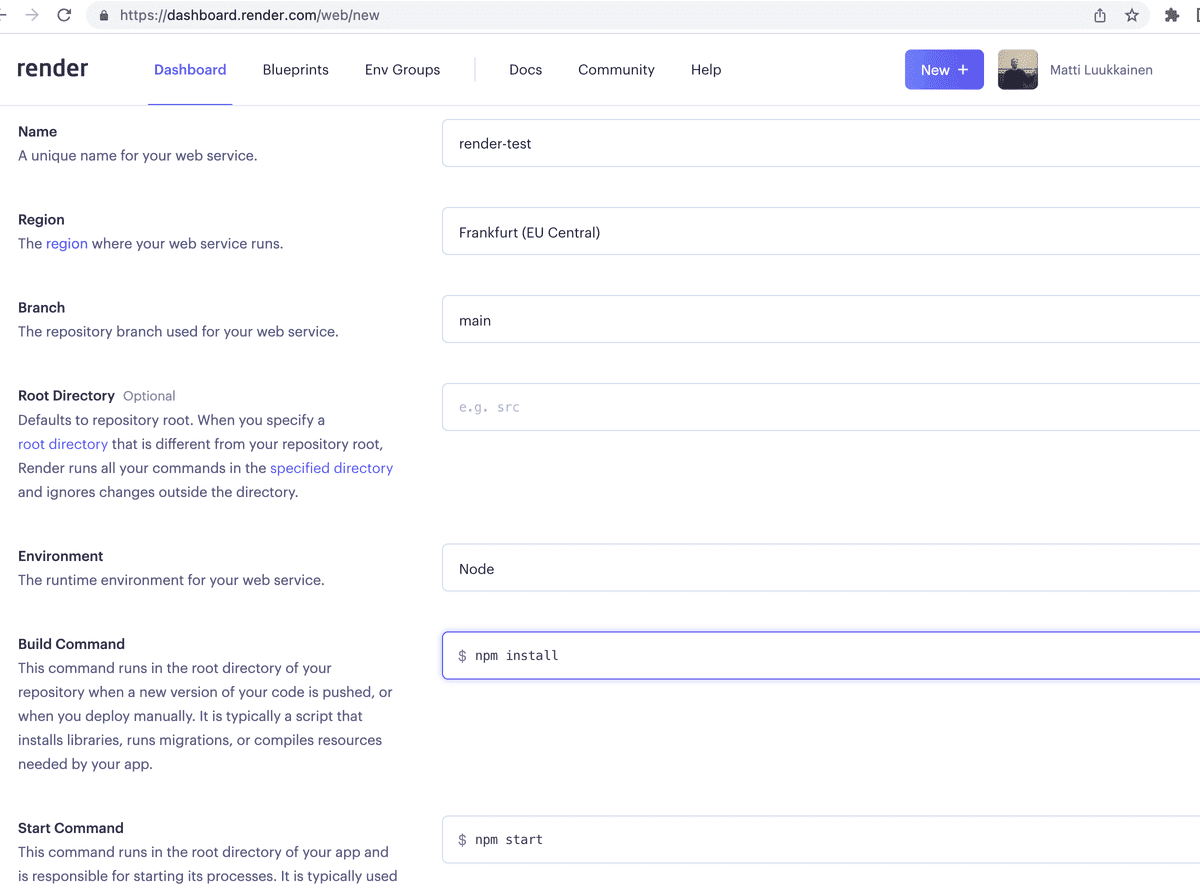 https://dashboard.render.com/web/new
render Dashboard Blueprints Env Groups Docs Community Help New + Matti Luukkainen
Name
A unique name for your web service.
render-test
Region
The region where your web service runs.
Frankfurt (EU Central)
Branch
The repository branch used for your web service.
main
Root Directory Optional
Defaults to repository root. When you specify a
root directory that is different from your repository root,
Render runs all your commands in the specified directory
and ignores changes outside the directory.
e.g. src
Environment
The runtime environment for your web service.
Node
Build Command
This command runs in the root directory of your
repository when a new version of your code is pushed, or
when you deploy manually. It is typically a script that
installs libraries, runs migrations, or compiles resources
needed by your app.
$ npm install
Start Command
This command runs in the root directory of your app and
is responsible for starting its processes. It is typically used
$ npm start